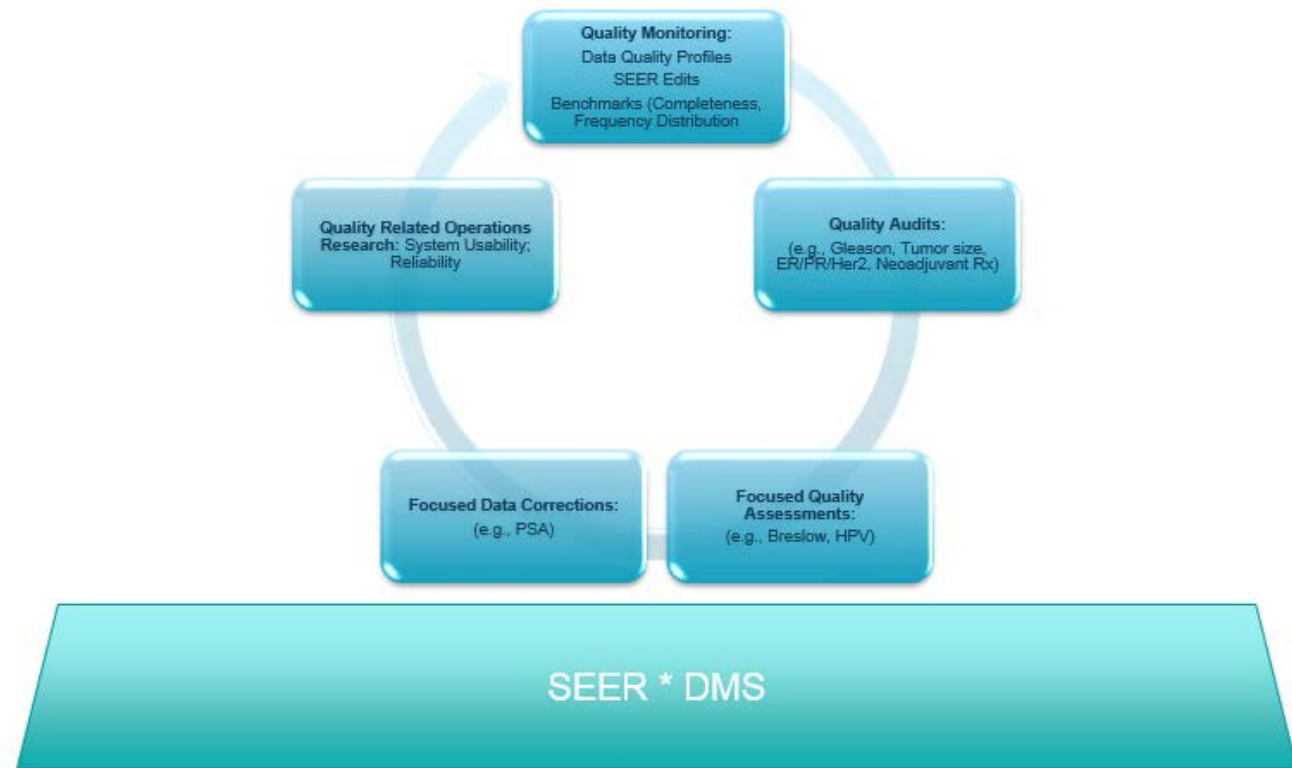 Quality Monitoring:
Data Quality Profiles
SEER Edits
Benchmarks (Completeness,
Frequency Distribution
Quality Audits:
(e.g., Gleason, Tumor size,
ER/PR/Her2, Neoadjuvant Rx)
Focused Quality
Assessments:
(e.g., Breslow, HPV)
Focused Data Corrections:
(e.g., PSA)
Quality Related Operations
Research: System Usability;
Reliability
SEER * DMS